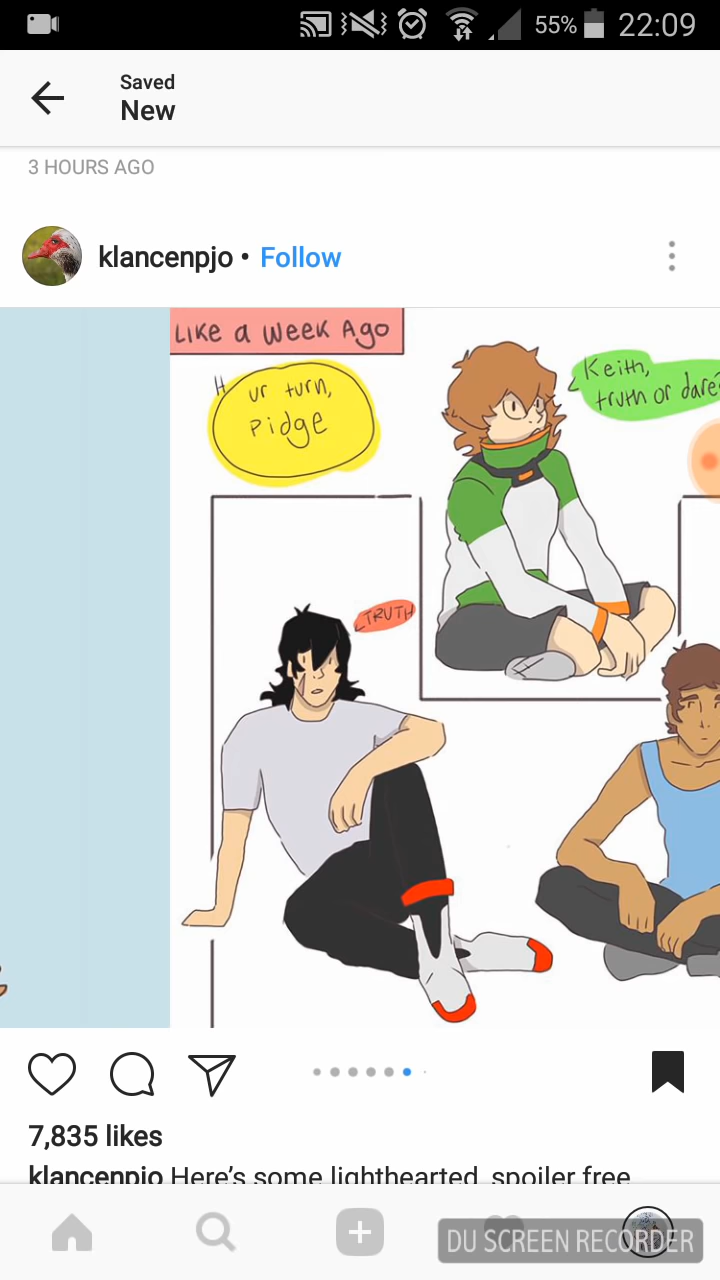 55% 22:09
Saved
New
3 HOURS AGO
klancenpjo • Follow
LIKE a week Ago
ur turn,
Pidge
Keith,
truth or dare?
TRUTH
7,835 likes
klancenpjo Here's some lighthearted, spoiler free
DU SCREEN RECORDER